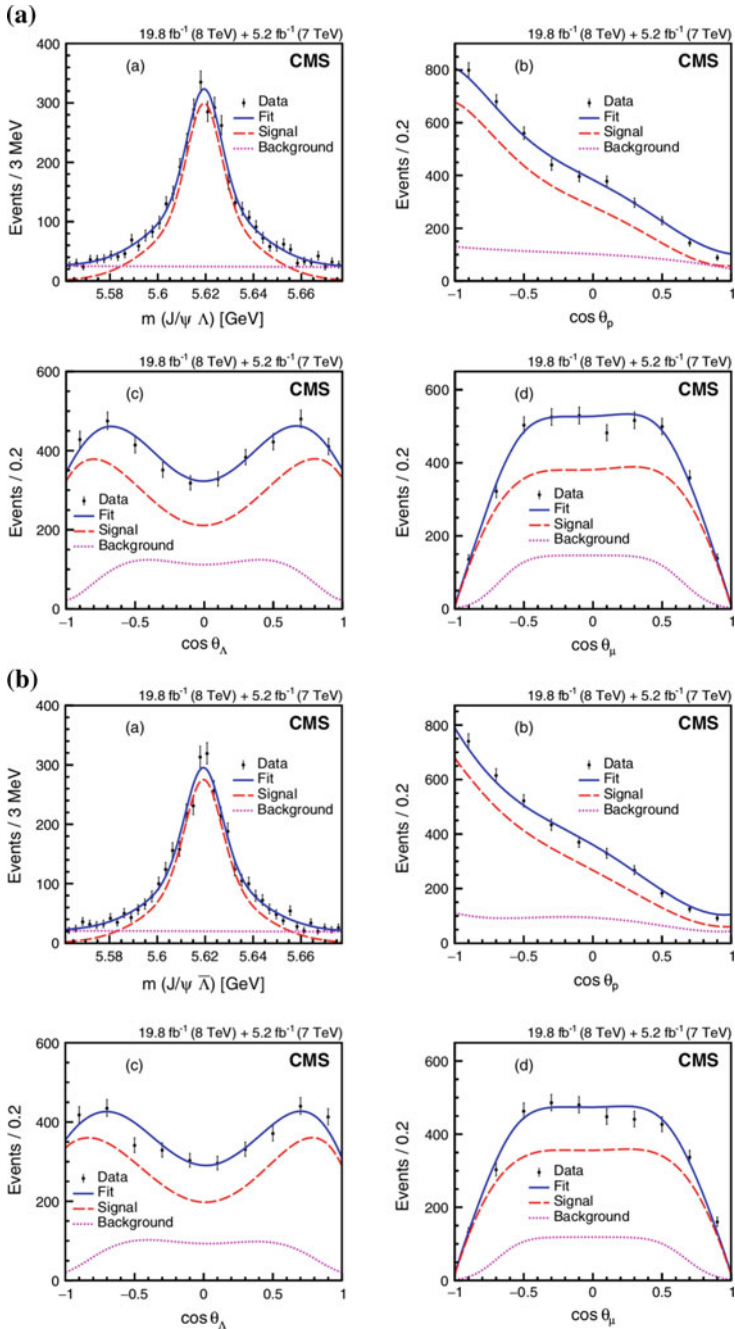 (a)
19.8 fb⁻¹ (8 TeV) + 5.2 fb⁻¹ (7 TeV)
(a)
CMS
Data
Fit
Signal
Background
Events / 3 MeV
400
300
200
100
0
5.58 5.6 5.62 5.64 5.66
m (J/ψ Λ) [GeV]
19.8 fb⁻¹ (8 TeV) + 5.2 fb⁻¹ (7 TeV)
(b)
CMS
Data
Fit
Signal
Background
Events / 0.2
800
600
400
200
0
−1 −0.5 0 0.5 1
cos θp
19.8 fb⁻¹ (8 TeV) + 5.2 fb⁻¹ (7 TeV)
(c)
CMS
Data
Fit
Signal
Background
Events / 0.2
600
400
200
0
−1 −0.5 0 0.5 1
cos θΛ
19.8 fb⁻¹ (8 TeV) + 5.2 fb⁻¹ (7 TeV)
(d)
CMS
Data
Fit
Signal
Background
Events / 0.2
600
400
200
0
−1 −0.5 0 0.5 1
cos θμ
(b)
19.8 fb⁻¹ (8 TeV) + 5.2 fb⁻¹ (7 TeV)
(a)
CMS
Data
Fit
Signal
Background
Events / 3 MeV
400
300
200
100
0
5.58 5.6 5.62 5.64 5.66
m (J/ψ Λ̅) [GeV]
19.8 fb⁻¹ (8 TeV) + 5.2 fb⁻¹ (7 TeV)
(b)
CMS
Data
Fit
Signal
Background
Events / 0.2
800
600
400
200
0
−1 −0.5 0 0.5 1
cos θp
19.8 fb⁻¹ (8 TeV) + 5.2 fb⁻¹ (7 TeV)
(c)
CMS
Data
Fit
Signal
Background
Events / 0.2
600
400
200
0
−1 −0.5 0 0.5 1
cos θΛ
19.8 fb⁻¹ (8 TeV) + 5.2 fb⁻¹ (7 TeV)
(d)
CMS
Data
Fit
Signal
Background
Events / 0.2
600
400
200
0
−1 −0.5 0 0.5 1
cos θμ